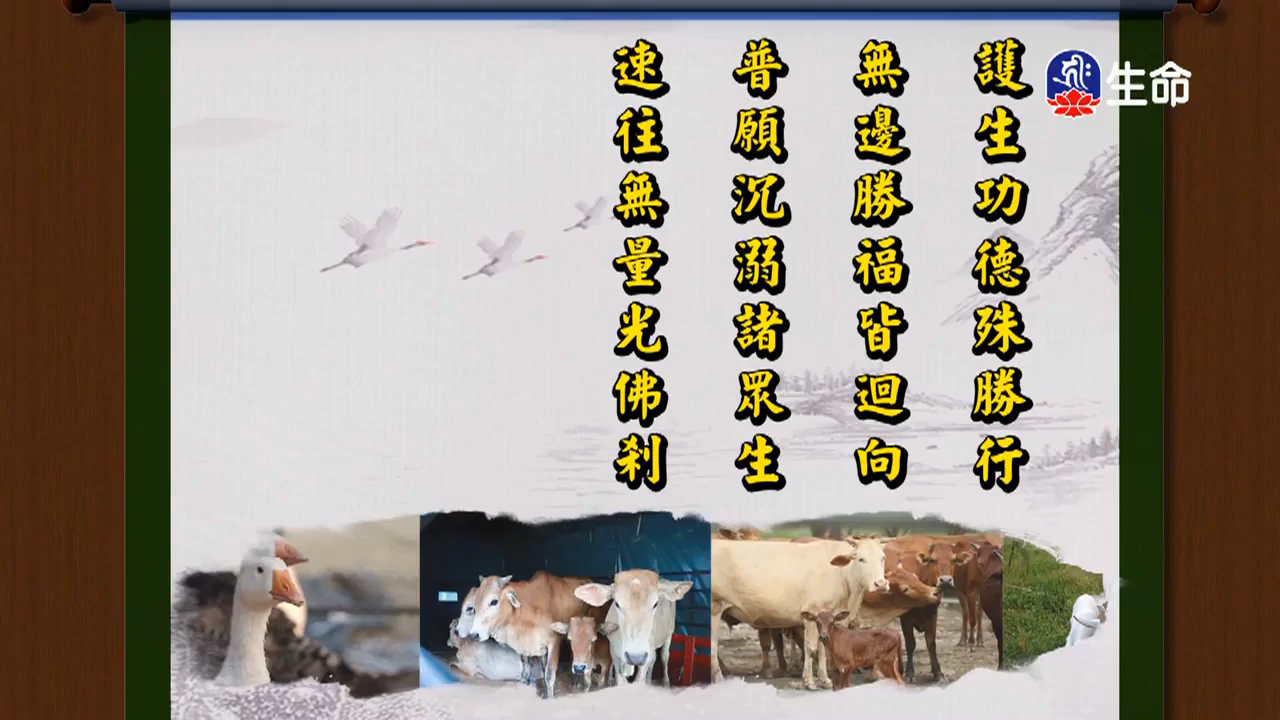 護生功德殊勝行
無邊勝福皆迴向
普願沉溺諸眾生
速往無量光佛剎
生命